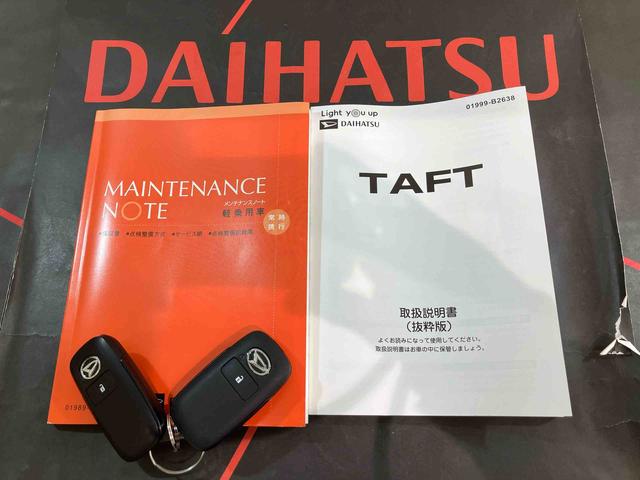 DAIHATSU
MAINTENANCE
NOTE
メンテナンスノート
軽乗用車
常時
携行
●保証書 ●点検整備方式 ●サービス網 ●点検整備記録簿
01989
Light you up
DAIHATSU
01999-B2638
TAFT
取扱説明書
（抜粋版）
よくお読みになって使用してください。
取扱説明書はお車の中に保管しましょう。